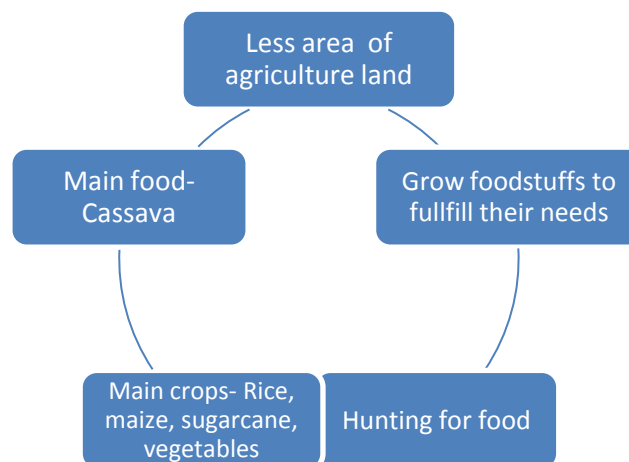 Less area of
agriculture land
Main food-
Cassava
Grow foodstuffs to
fullfill their needs
Main crops- Rice,
maize, sugarcane,
vegetables
Hunting for food